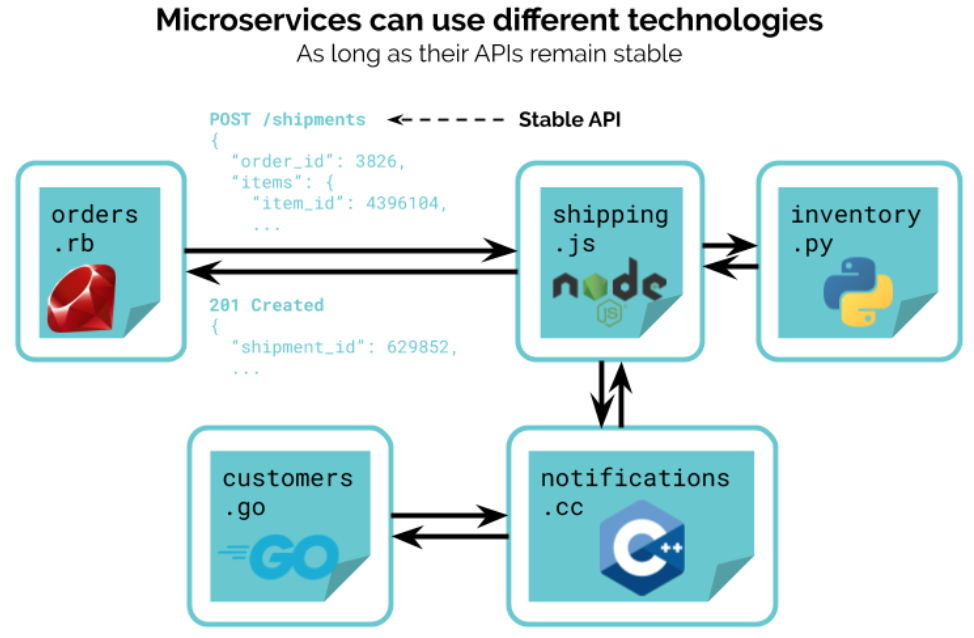 Microservices can use different technologies
As long as their APIs remain stable
POST /shipments
Stable API
{
"order_id": 3826,
"items": {
"item_id": 4396104,
...
orders
.rb
shipping
.js
node
JS
inventory
.py
201 Created
{
"shipment_id": 629852,
...
customers
.go
GO
notifications
.cc
C++